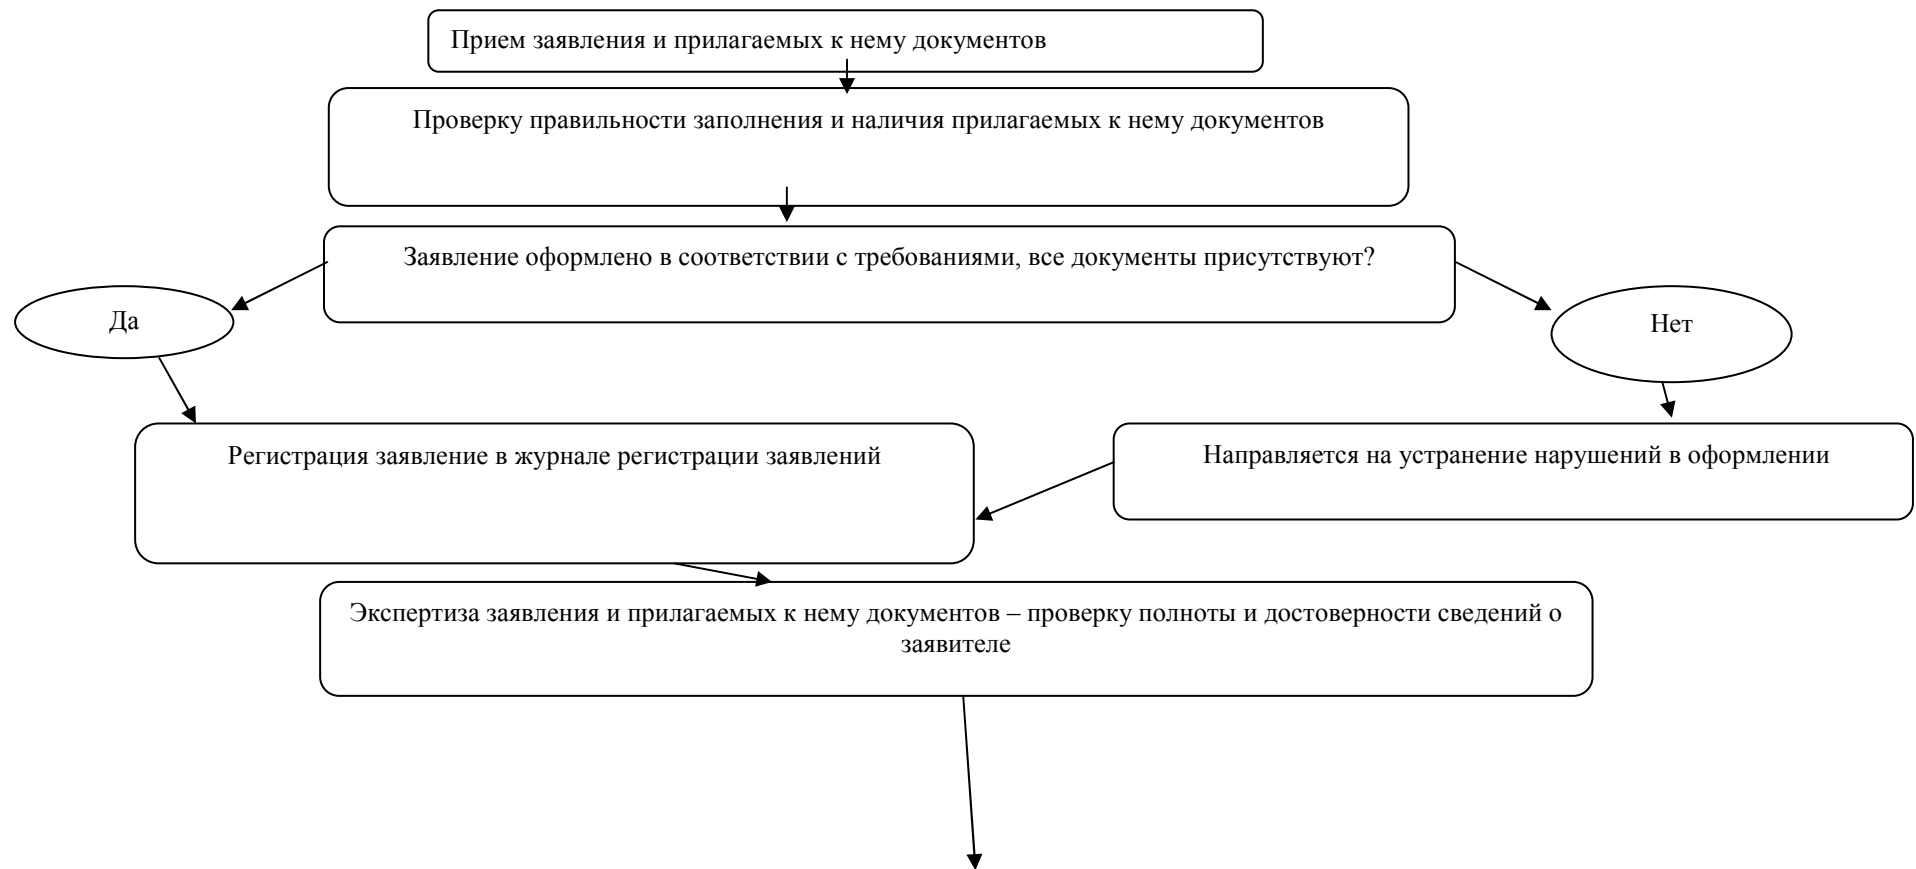 Прием заявления и прилагаемых к нему документов
Проверку правильности заполнения и наличия прилагаемых к нему документов
Заявление оформлено в соответствии с требованиями, все документы присутствуют?
Да
Нет
Регистрация заявление в журнале регистрации заявлений
Направляется на устранение нарушений в оформлении
Экспертиза заявления и прилагаемых к нему документов – проверку полноты и достоверности сведений о
заявителе